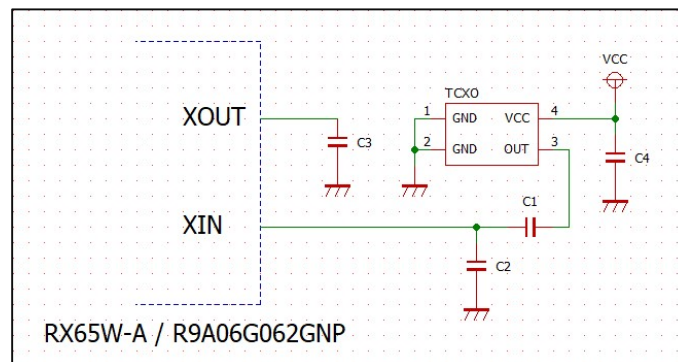 VCC
TCXO
XOUT
1 GND VCC 4
2 GND OUT 3
C3
C4
C1
XIN
C2
RX65W-A / R9A06G062GNP